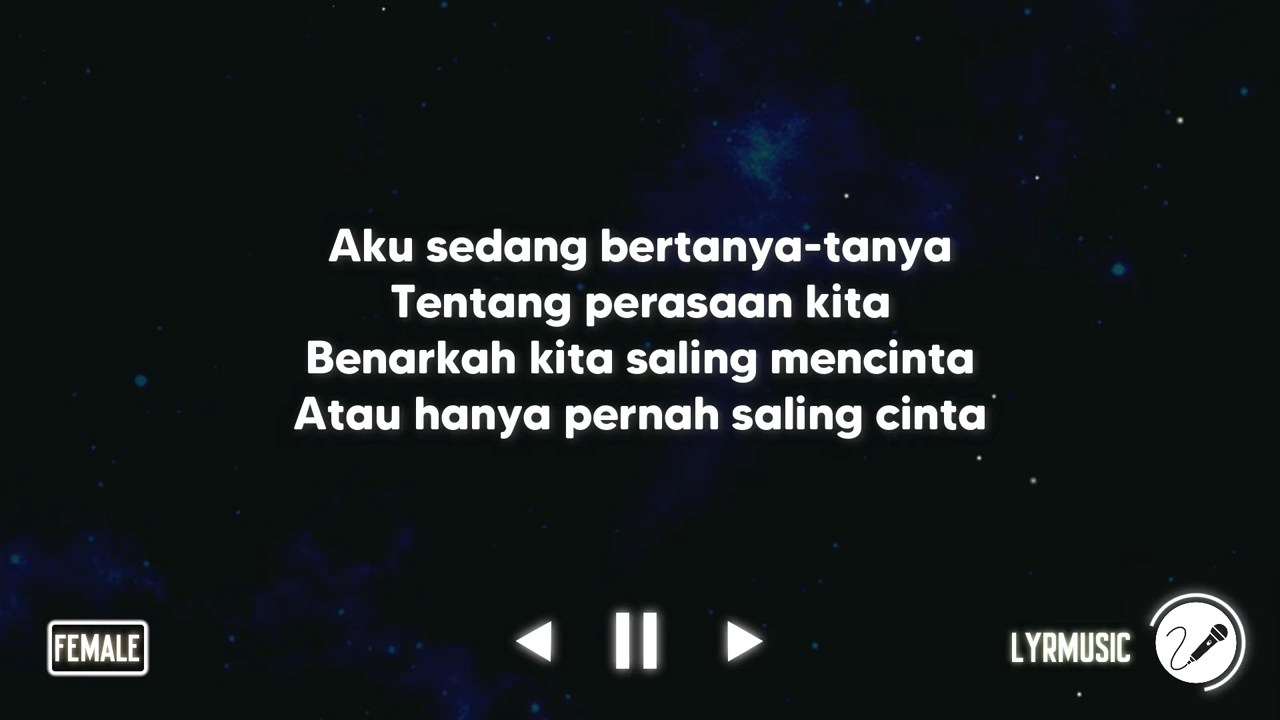 Aku sedang bertanya-tanya
Tentang perasaan kita
Benarkah kita saling mencinta
Atau hanya pernah saling cinta
FEMALE
LYRMUSIC